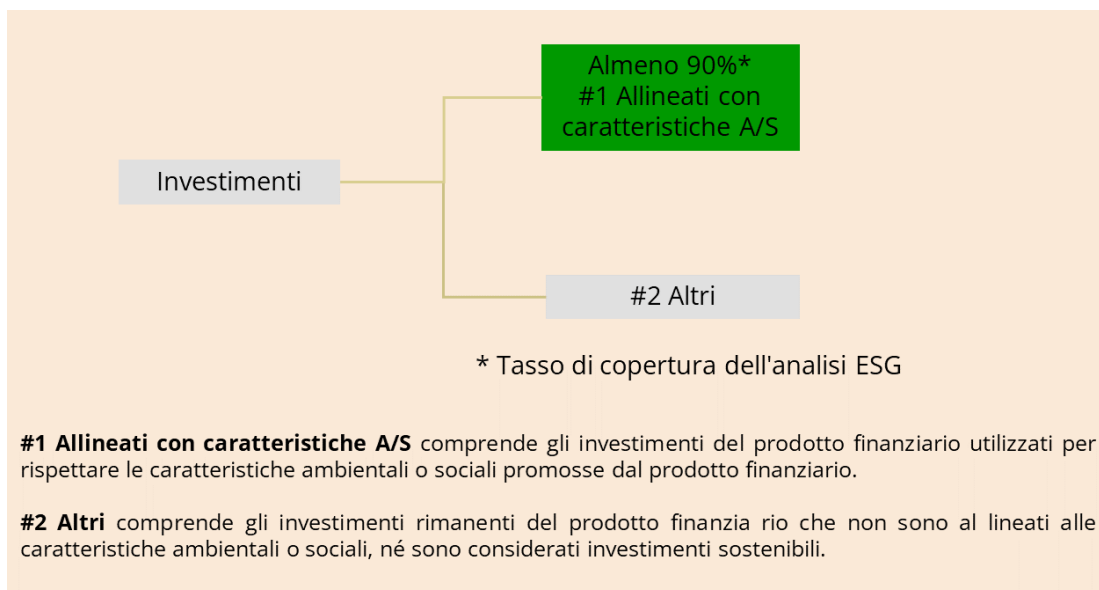 Almeno 90%*
#1 Allineati con
caratteristiche A/S
Investimenti
#2 Altri
* Tasso di copertura dell'analisi ESG
#1 Allineati con caratteristiche A/S comprende gli investimenti del prodotto finanziario utilizzati per
rispettare le caratteristiche ambientali o sociali promosse dal prodotto finanziario.
#2 Altri comprende gli investimenti rimanenti del prodotto finanzia rio che non sono al lineati alle
caratteristiche ambientali o sociali, né sono considerati investimenti sostenibili.